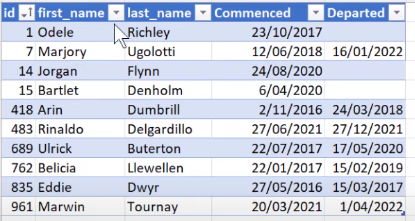 id first_name last_name Commenced Departed
1 Odele Richley 23/10/2017
7 Marjory Ugolotti 12/06/2018 16/01/2022
14 Jorgan Flynn 24/08/2020
15 Bartlet Denholm 6/04/2020
418 Arin Dumbrill 2/11/2016 24/03/2018
483 Rinaldo Delgardillo 27/06/2021 27/12/2021
689 Ulrick Buterton 22/07/2017 17/05/2020
762 Belicia Llewellen 22/01/2017 15/02/2019
835 Eddie Dwyr 27/05/2016 15/03/2017
961 Marwin Tournay 20/03/2021 1/04/2022